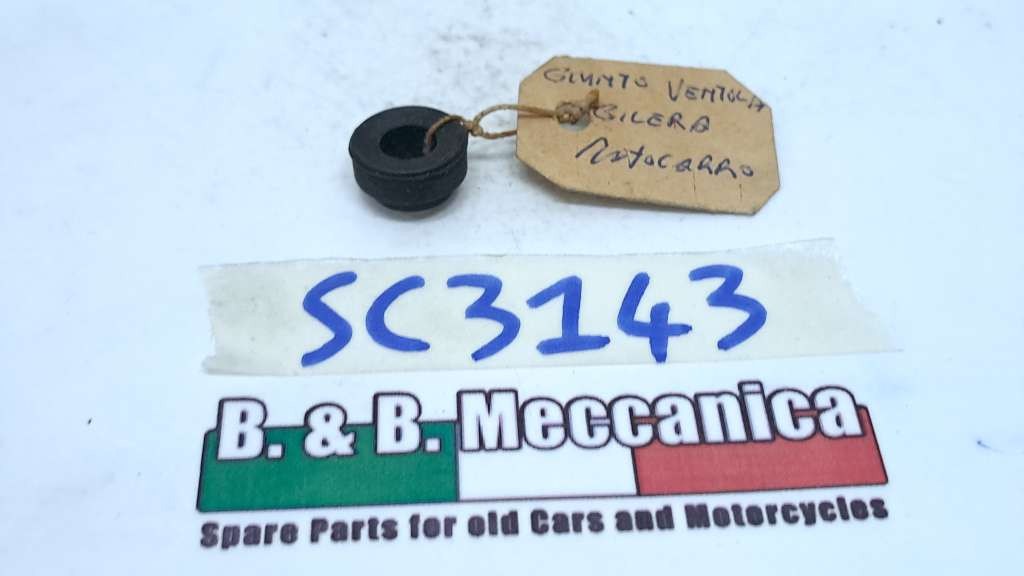 GIUNTO VENTOLA
GILERA
MOTOCARRO
SC3143
B. & B. Meccanica
Spare Parts for old Cars and Motorcycles